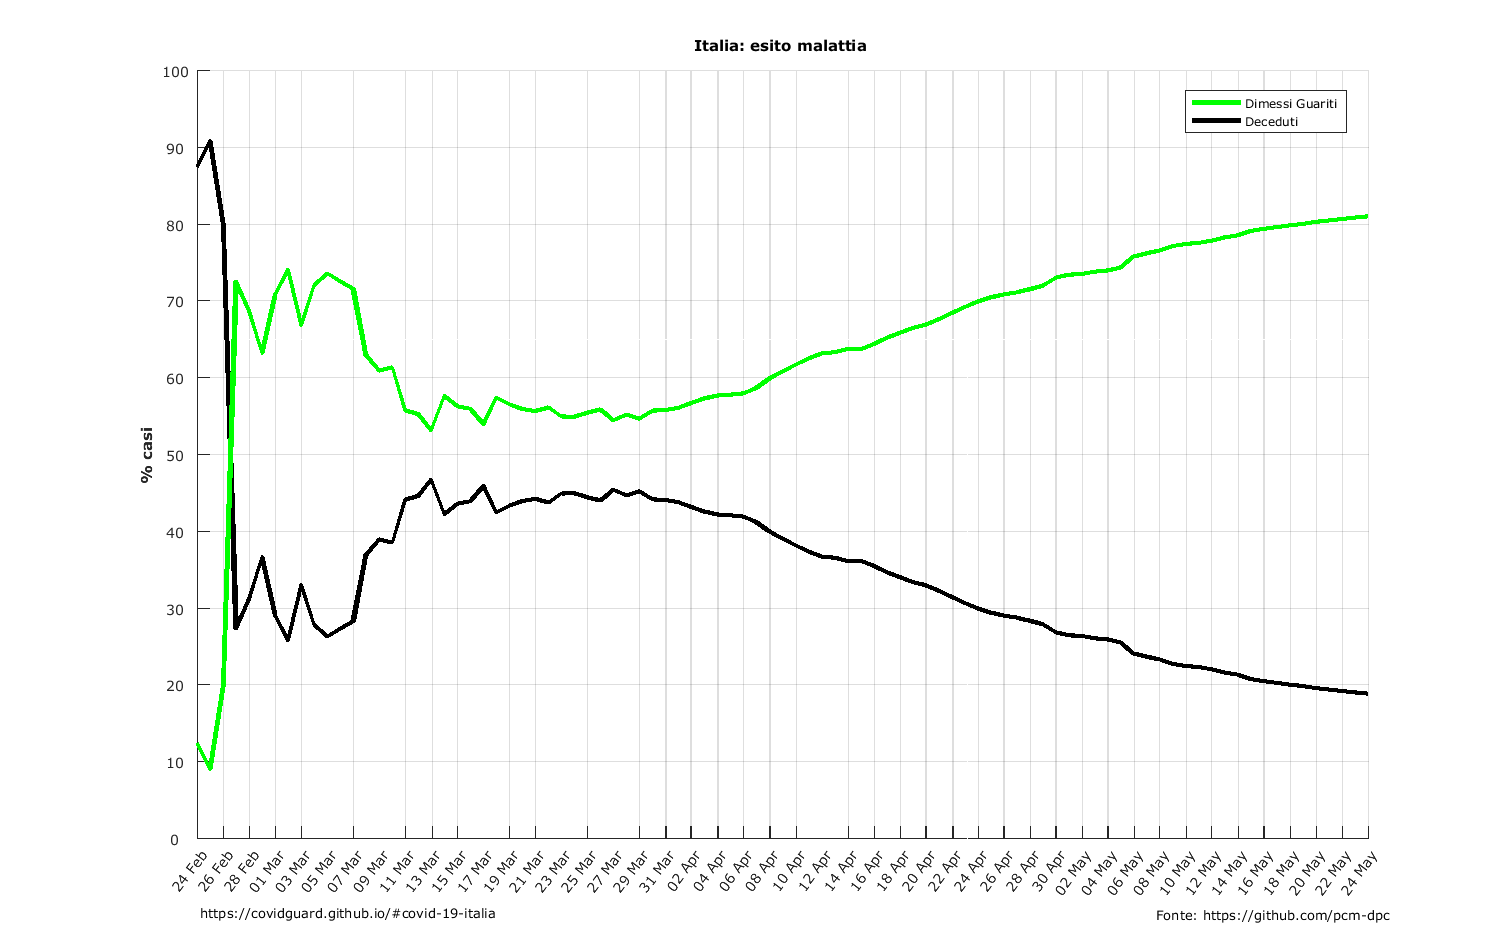 Italia: esito malattia
100
90
80
70
60
50
40
30
20
10
0
% casi
Dimessi Guariti
Deceduti
24 Feb
26 Feb
28 Feb
01 Mar
03 Mar
05 Mar
07 Mar
09 Mar
11 Mar
13 Mar
15 Mar
17 Mar
19 Mar
21 Mar
23 Mar
25 Mar
27 Mar
29 Mar
31 Mar
02 Apr
04 Apr
06 Apr
08 Apr
10 Apr
12 Apr
14 Apr
16 Apr
18 Apr
20 Apr
22 Apr
24 Apr
26 Apr
28 Apr
30 Apr
02 May
04 May
06 May
08 May
10 May
12 May
14 May
16 May
18 May
20 May
22 May
24 May
https://covidguard.github.io/#covid-19-italia
Fonte: https://github.com/pcm-dpc